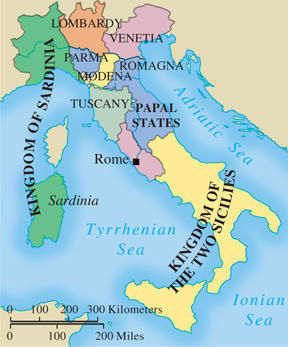 LOMBARDY
VENETIA
PARMA
ROMAGNA
MODENA
TUSCANY
PAPAL
STATES
KINGDOM OF SARDINIA
Adriatic Sea
Rome
Sardinia
Tyrrhenian
Sea
KINGDOM OF
THE TWO SICILIES
Ionian
Sea
0 100 200 300 Kilometers
0 100 200 Miles